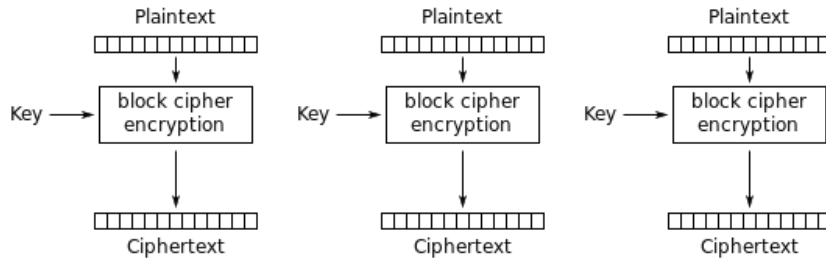 Plaintext Plaintext Plaintext
Key block cipher encryption Key block cipher encryption Key block cipher encryption
Ciphertext Ciphertext Ciphertext